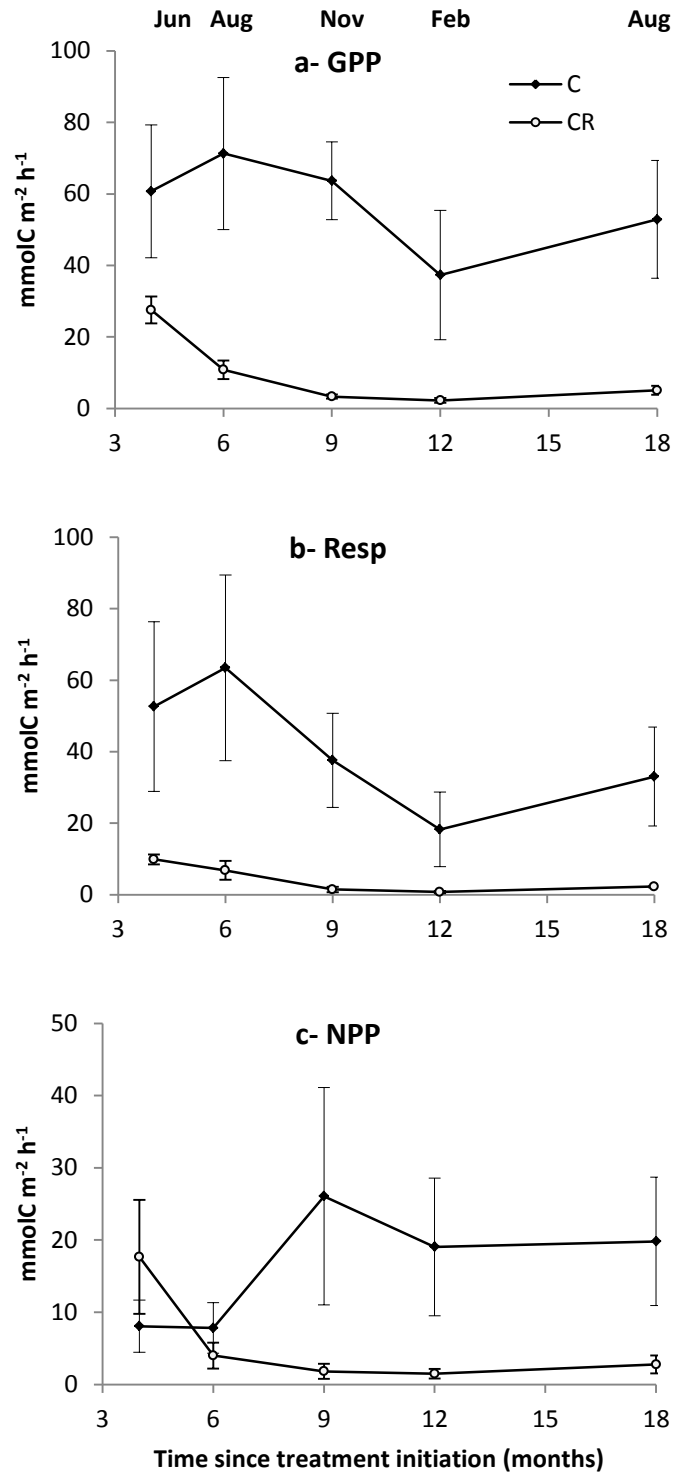 Jun Aug Nov Feb Aug
a- GPP
C
CR
mmolC m-2 h-1
100
80
60
40
20
0
3 6 9 12 15 18
b- Resp
mmolC m-2 h-1
100
80
60
40
20
0
3 6 9 12 15 18
c- NPP
mmolC m-2 h-1
50
40
30
20
10
0
3 6 9 12 15 18
Time since treatment initiation (months)